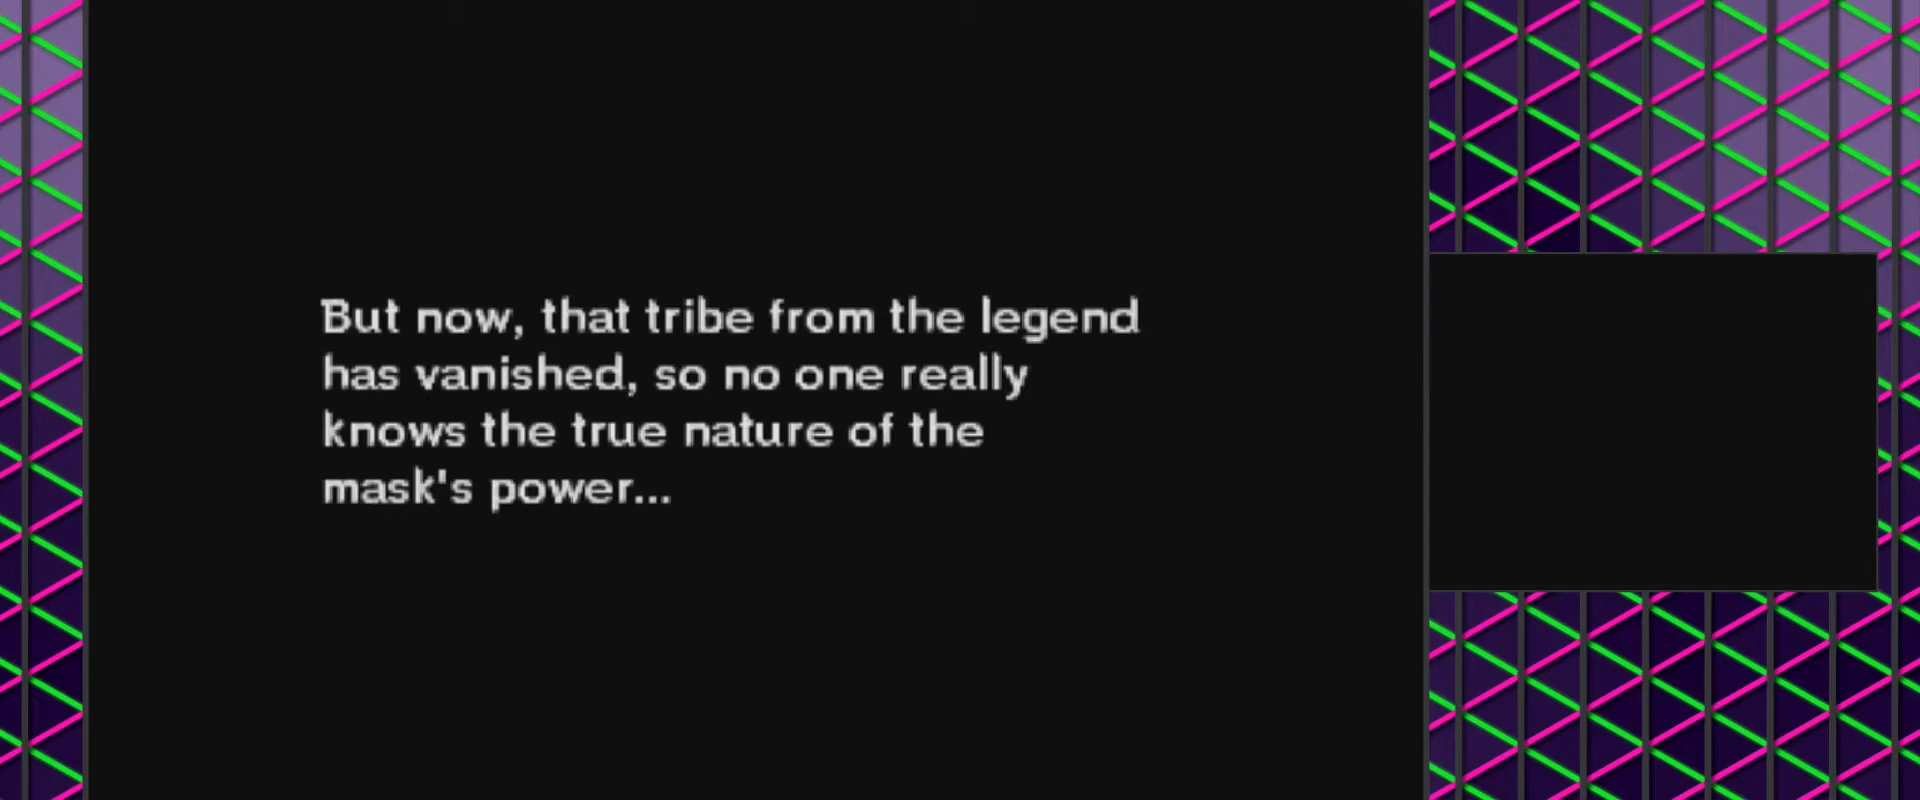 But now, that tribe from the legend
has vanished, so no one really
knows the true nature of the
mask's power...